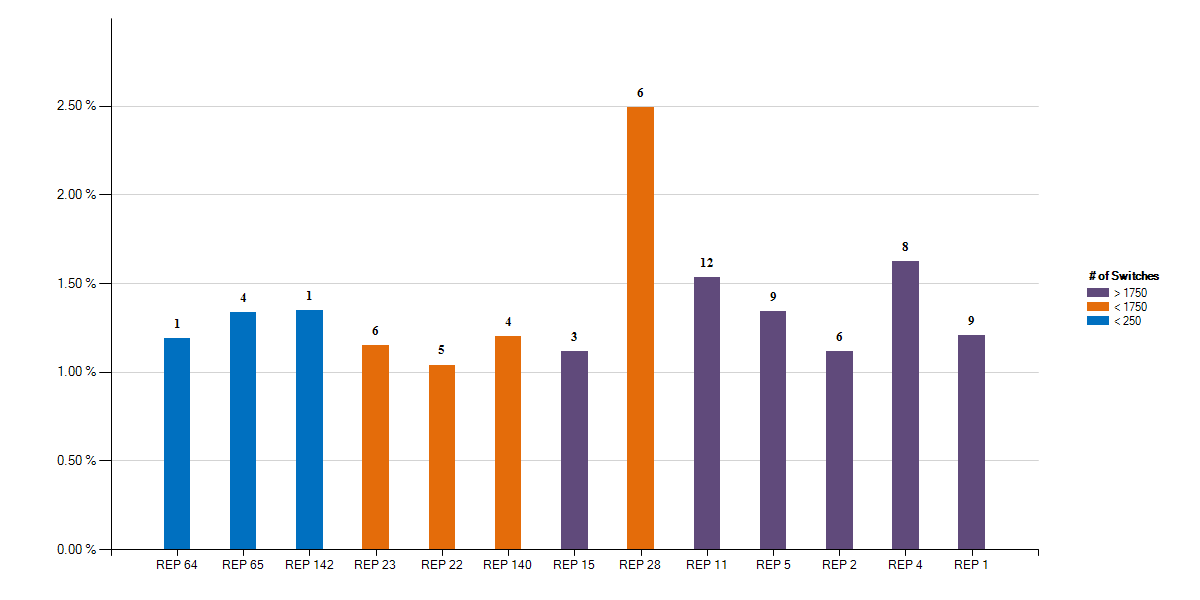 2.50 %
2.00 %
1.50 %
1.00 %
0.50 %
0.00 %
1
4
1
6
5
4
3
6
12
9
6
8
9
REP 64
REP 65
REP 142
REP 23
REP 22
REP 140
REP 15
REP 28
REP 11
REP 5
REP 2
REP 4
REP 1
# of Switches
> 1750
< 1750
< 250